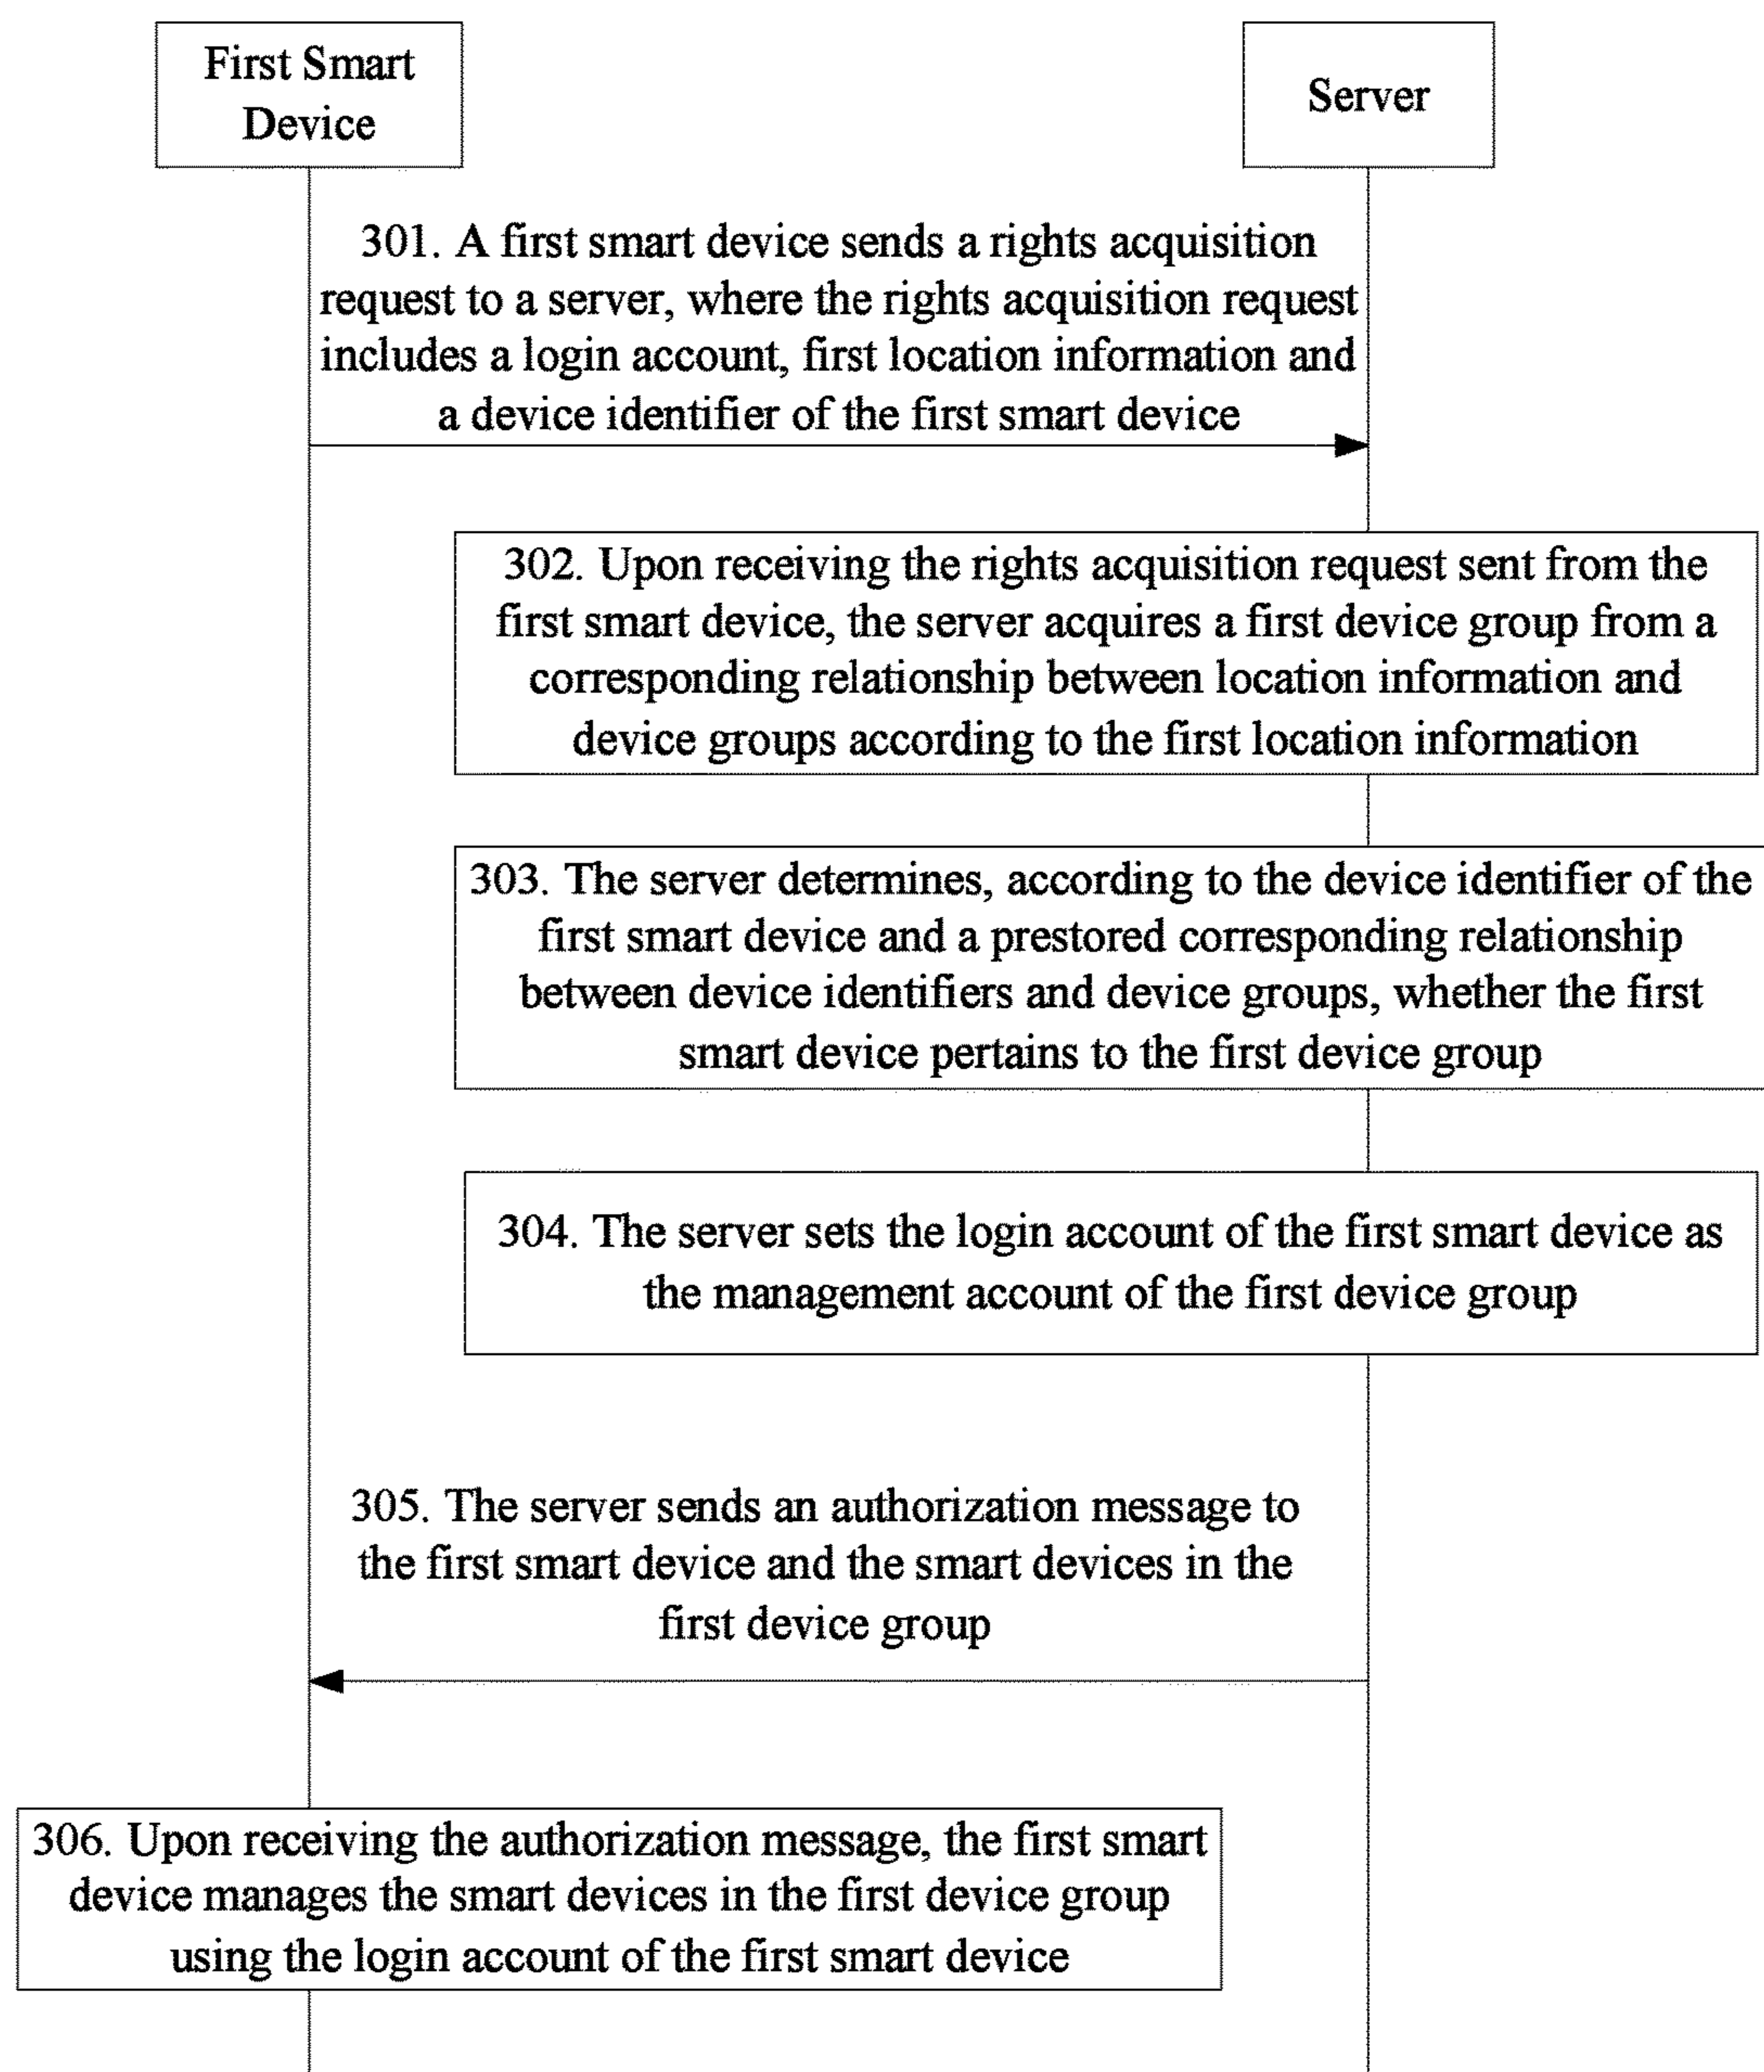 First Smart
Device
Server
301. A first smart device sends a rights acquisition
request to a server, where the rights acquisition request
includes a login account, first location information and
a device identifier of the first smart device
302. Upon receiving the rights acquisition request sent from the
first smart device, the server acquires a first device group from a
corresponding relationship between location information and
device groups according to the first location information
303. The server determines, according to the device identifier of the
first smart device and a prestored corresponding relationship
between device identifiers and device groups, whether the first
smart device pertains to the first device group
304. The server sets the login account of the first smart device as
the management account of the first device group
305. The server sends an authorization message to
the first smart device and the smart devices in the
first device group
306. Upon receiving the authorization message, the first smart
device manages the smart devices in the first device group
using the login account of the first smart device